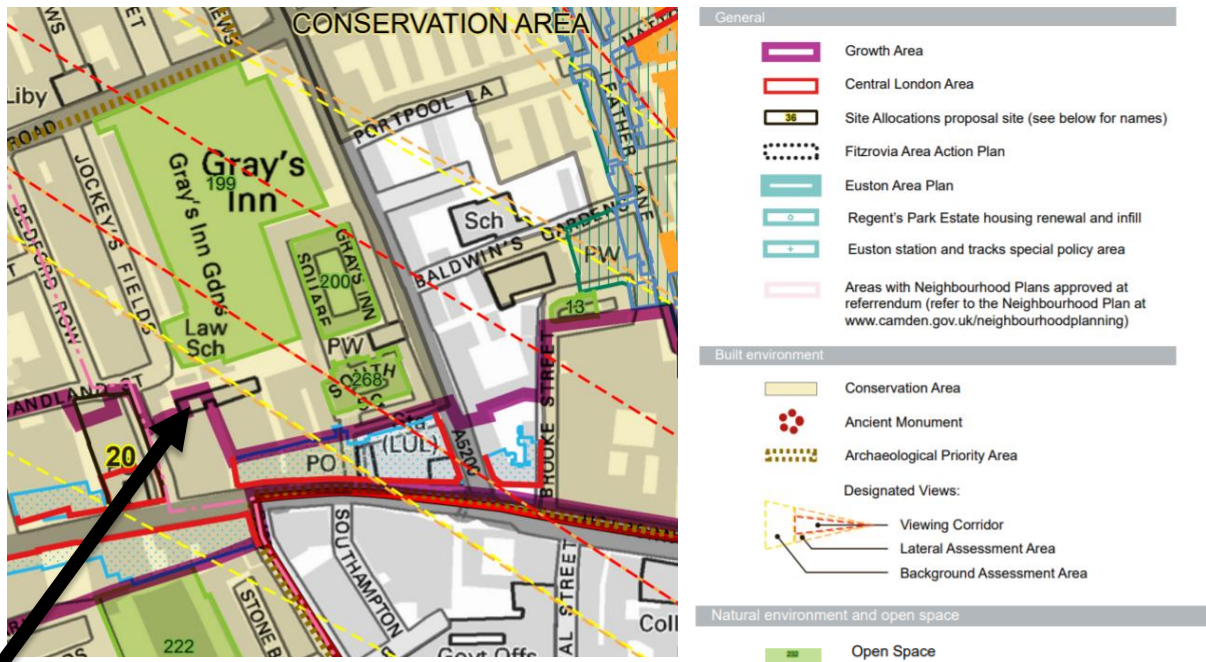 CONSERVATION AREA
Liby
ROAD
PORTPOOL LA
LEATHER LANE
JOCKEY'S FIELDS
BEDFORD ROW
Gray's
199
Inn
Gray's Inn Gdns
Sch
BALDWIN'S GARDENS
PW
GRAYS INN
SQUARE
200
13
Law
Sch
PW
268
SOUTH
BROOKE STREET
20
Sta
(LUL)
PO
A5200
SOUTHAMPTON
STONE B
222
Coll
Govt Offs
General
Growth Area
Central London Area
36
Site Allocations proposal site (see below for names)
Fitzrovia Area Action Plan
Euston Area Plan
Regent's Park Estate housing renewal and infill
Euston station and tracks special policy area
Areas with Neighbourhood Plans approved at
referrendum (refer to the Neighbourhood Plan at
www.camden.gov.uk/neighbourhoodplanning)
Built environment
Conservation Area
Ancient Monument
Archaeological Priority Area
Designated Views:
Viewing Corridor
Lateral Assessment Area
Background Assessment Area
Natural environment and open space
232
Open Space